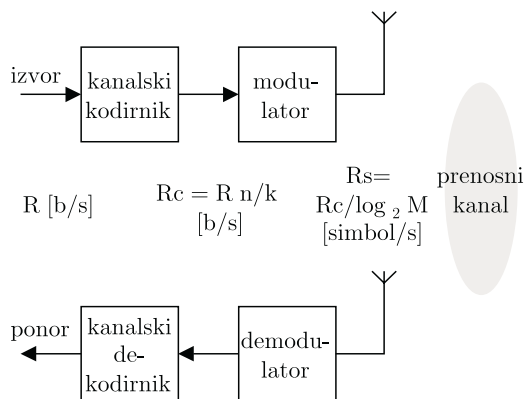 izvor
kanalski
kodirnik
modu-
lator
R [b/s]
Rc = R n/k
[b/s]
Rs=
Rc/log ₂ M
[simbol/s]
prenosni
kanal
ponor
kanalski
de-
kodirnik
demodu-
lator